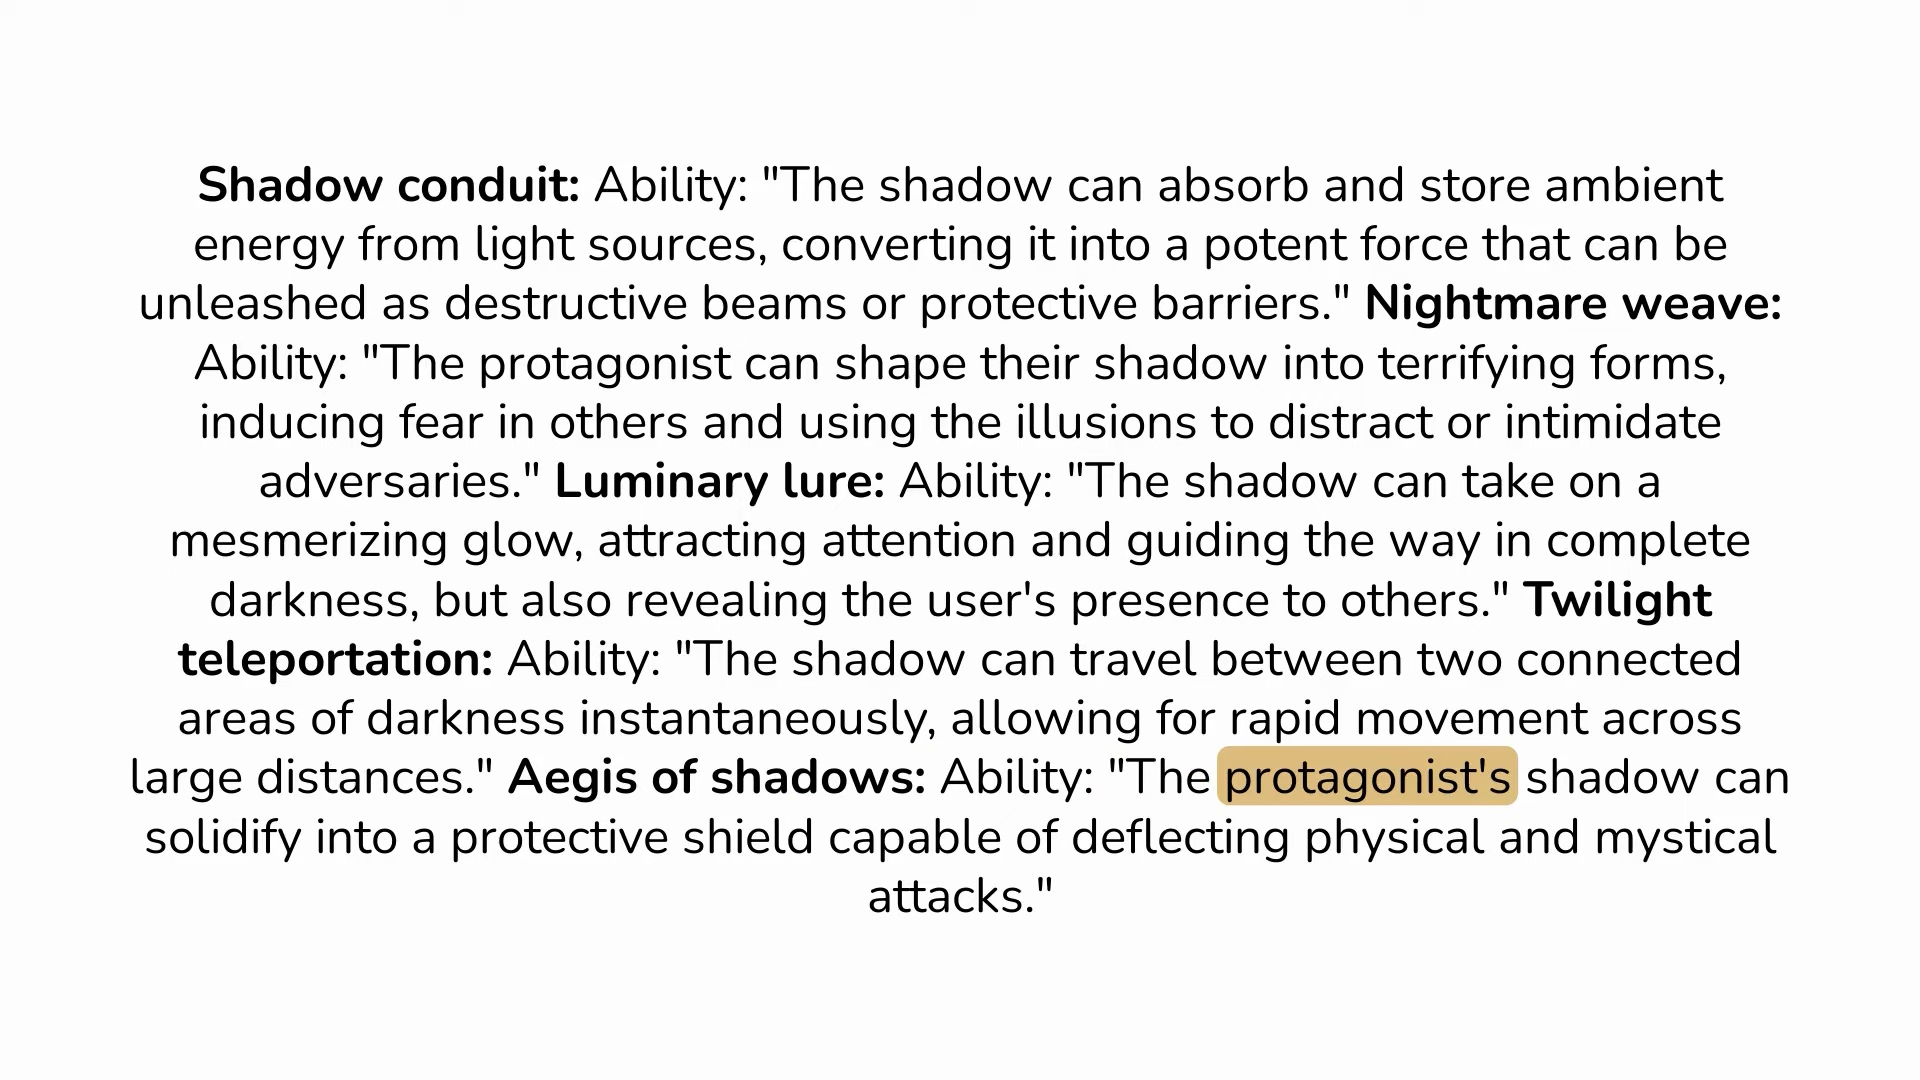 Shadow conduit: Ability: "The shadow can absorb and store ambient
energy from light sources, converting it into a potent force that can be
unleashed as destructive beams or protective barriers." Nightmare weave:
Ability: "The protagonist can shape their shadow into terrifying forms,
inducing fear in others and using the illusions to distract or intimidate
adversaries." Luminary lure: Ability: "The shadow can take on a
mesmerizing glow, attracting attention and guiding the way in complete
darkness, but also revealing the user's presence to others." Twilight
teleportation: Ability: "The shadow can travel between two connected
areas of darkness instantaneously, allowing for rapid movement across
large distances." Aegis of shadows: Ability: "The protagonist's shadow can
solidify into a protective shield capable of deflecting physical and mystical
attacks."